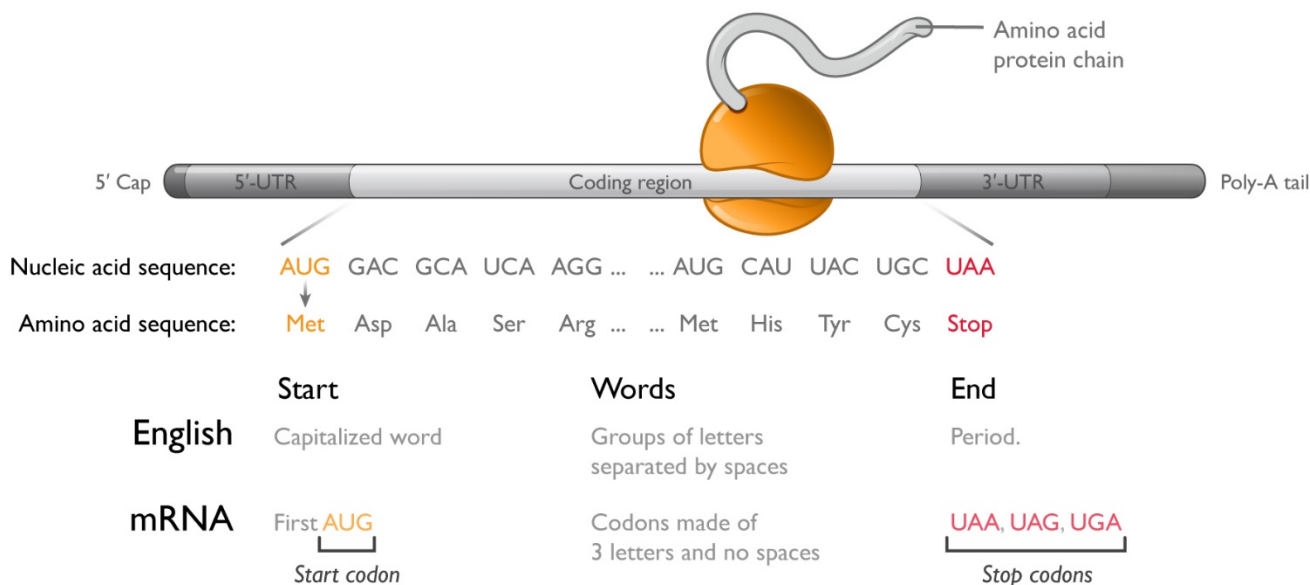 Amino acid
protein chain
5′ Cap 5′-UTR Coding region 3′-UTR Poly-A tail
Nucleic acid sequence: AUG GAC GCA UCA AGG ... ... AUG CAU UAC UGC UAA
Amino acid sequence: Met Asp Ala Ser Arg ... ... Met His Tyr Cys Stop
Start Words End
English Capitalized word Groups of letters Period.
separated by spaces
mRNA First AUG Codons made of UAA, UAG, UGA
3 letters and no spaces
Start codon Stop codons